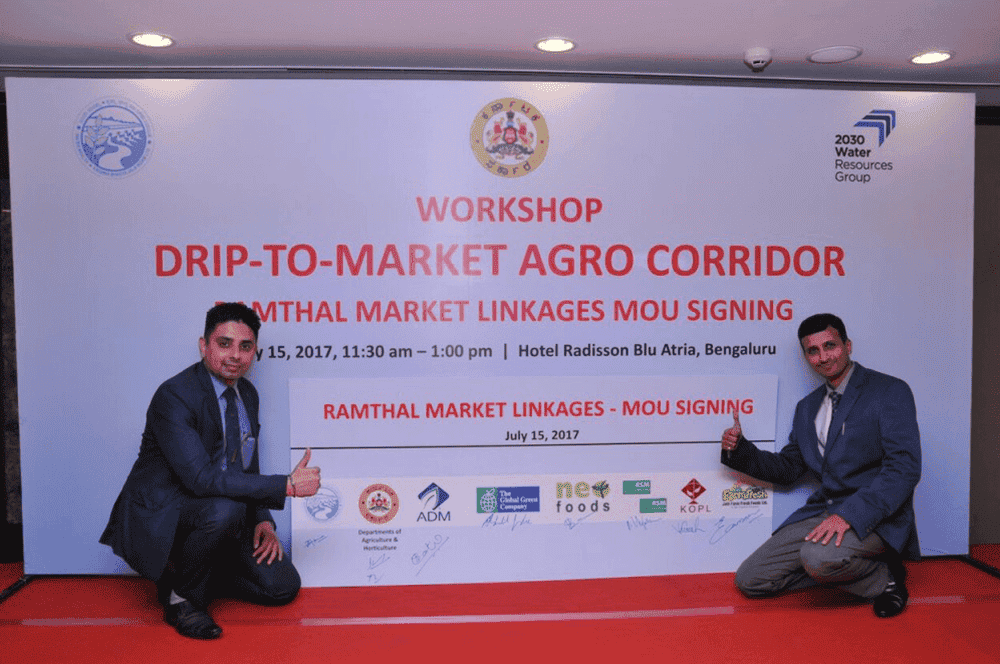 2030
Water
Resources
Group
WORKSHOP
DRIP-TO-MARKET AGRO CORRIDOR
RAMTHAL MARKET LINKAGES MOU SIGNING
15, 2017, 11:30 am – 1:00 pm | Hotel Radisson Blu Atria, Bengaluru
RAMTHAL MARKET LINKAGES - MOU SIGNING
July 15, 2017
ADM
The
Global Green
Company
neo
foods
KOPL
Departments of
Agriculture &
Horticulture